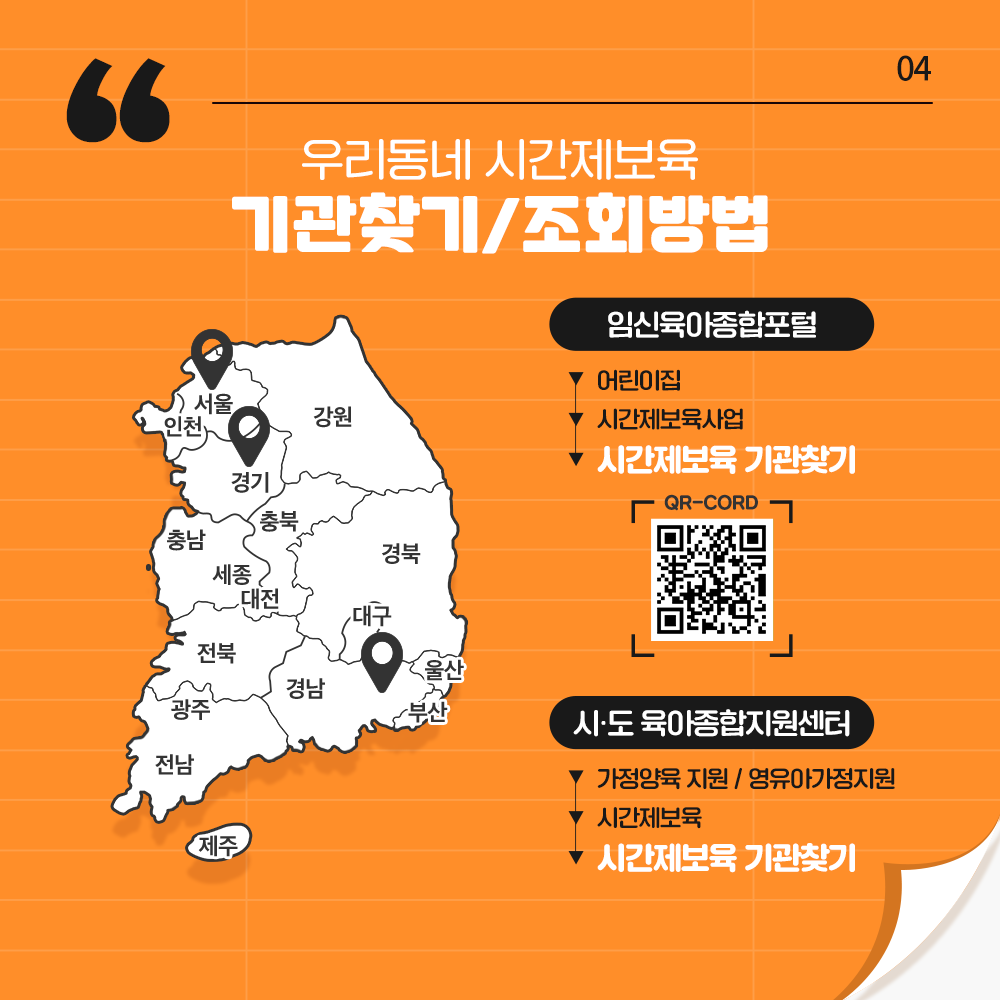 04
우리동네 시간제보육
기관찾기/조회방법
서울
인천
경기
강원
충북
충남
세종
대전
경북
대구
전북
경남
울산
부산
광주
전남
제주
임신육아종합포털
어린이집
시간제보육사업
시간제보육 기관찾기
QR-CORD
시·도 육아종합지원센터
가정양육 지원 / 영유아가정지원
시간제보육
시간제보육 기관찾기